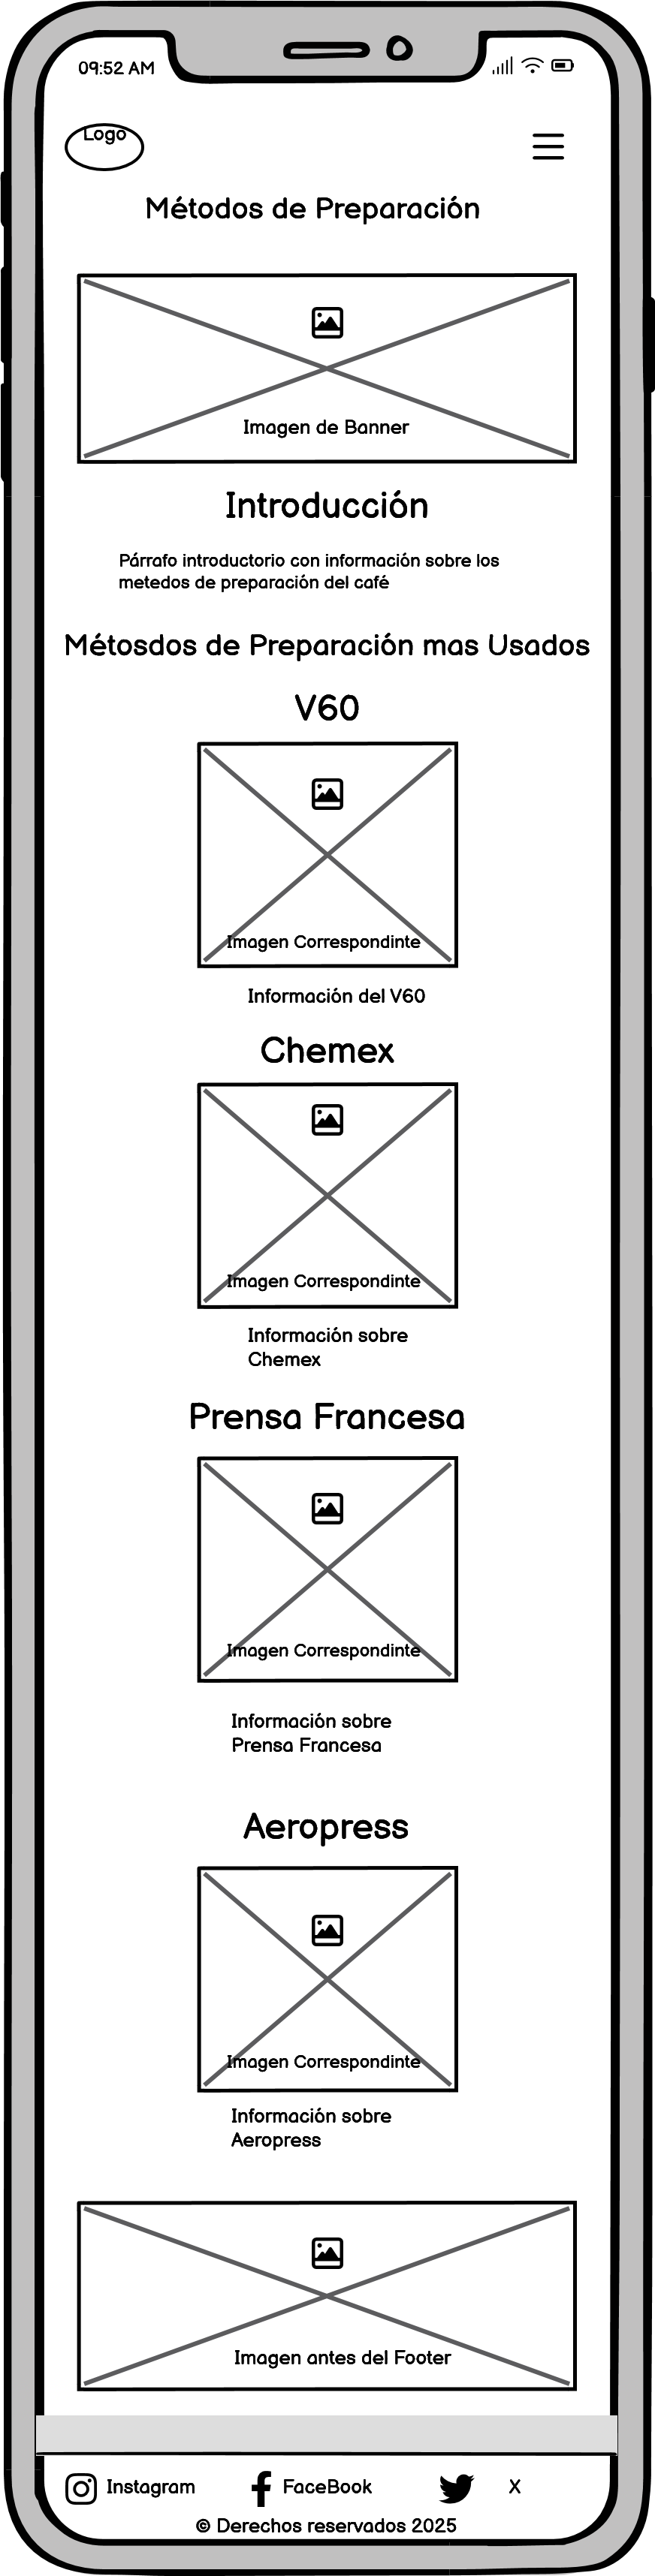 09:52 AM
Logo
Métodos de Preparación
Imagen de Banner
Introducción
Párrafo introductorio con información sobre los
metedos de preparación del café
Métosdos de Preparación mas Usados
V60
Imagen Correspondinte
Información del V60
Chemex
Imagen Correspondinte
Información sobre
Chemex
Prensa Francesa
Imagen Correspondinte
Información sobre
Prensa Francesa
Aeropress
Imagen Correspondinte
Información sobre
Aeropress
Imagen antes del Footer
Instagram FaceBook X
© Derechos reservados 2025